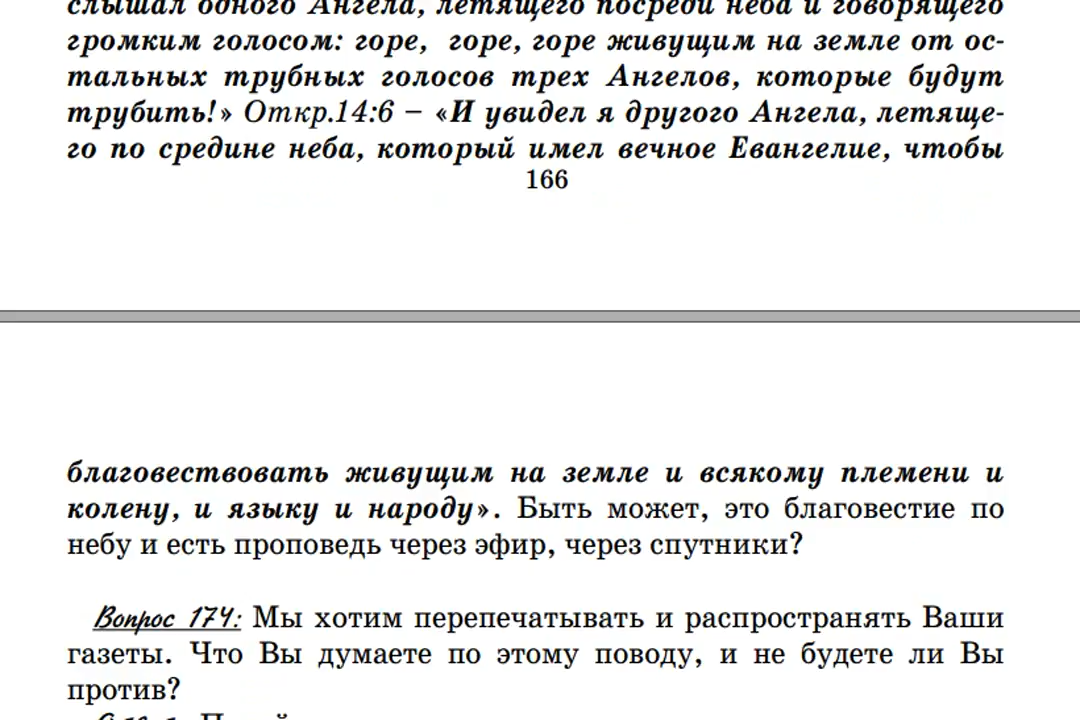 слышал одного Ангела, летящего посреди неба и говорящего
громким голосом: горе, горе, горе живущим на земле от ос-
тальных трубных голосов трех Ангелов, которые будут
трубить!» Откр.14:6 – «И увидел я другого Ангела, летяще-
го по средине неба, который имел вечное Евангелие, чтобы
166
благовествовать живущим на земле и всякому племени и
колену, и языку и народу». Быть может, это благовестие по
небу и есть проповедь через эфир, через спутники?
Вопрос 174: Мы хотим перепечатывать и распространять Ваши
газеты. Что Вы думаете по этому поводу, и не будете ли Вы
против?